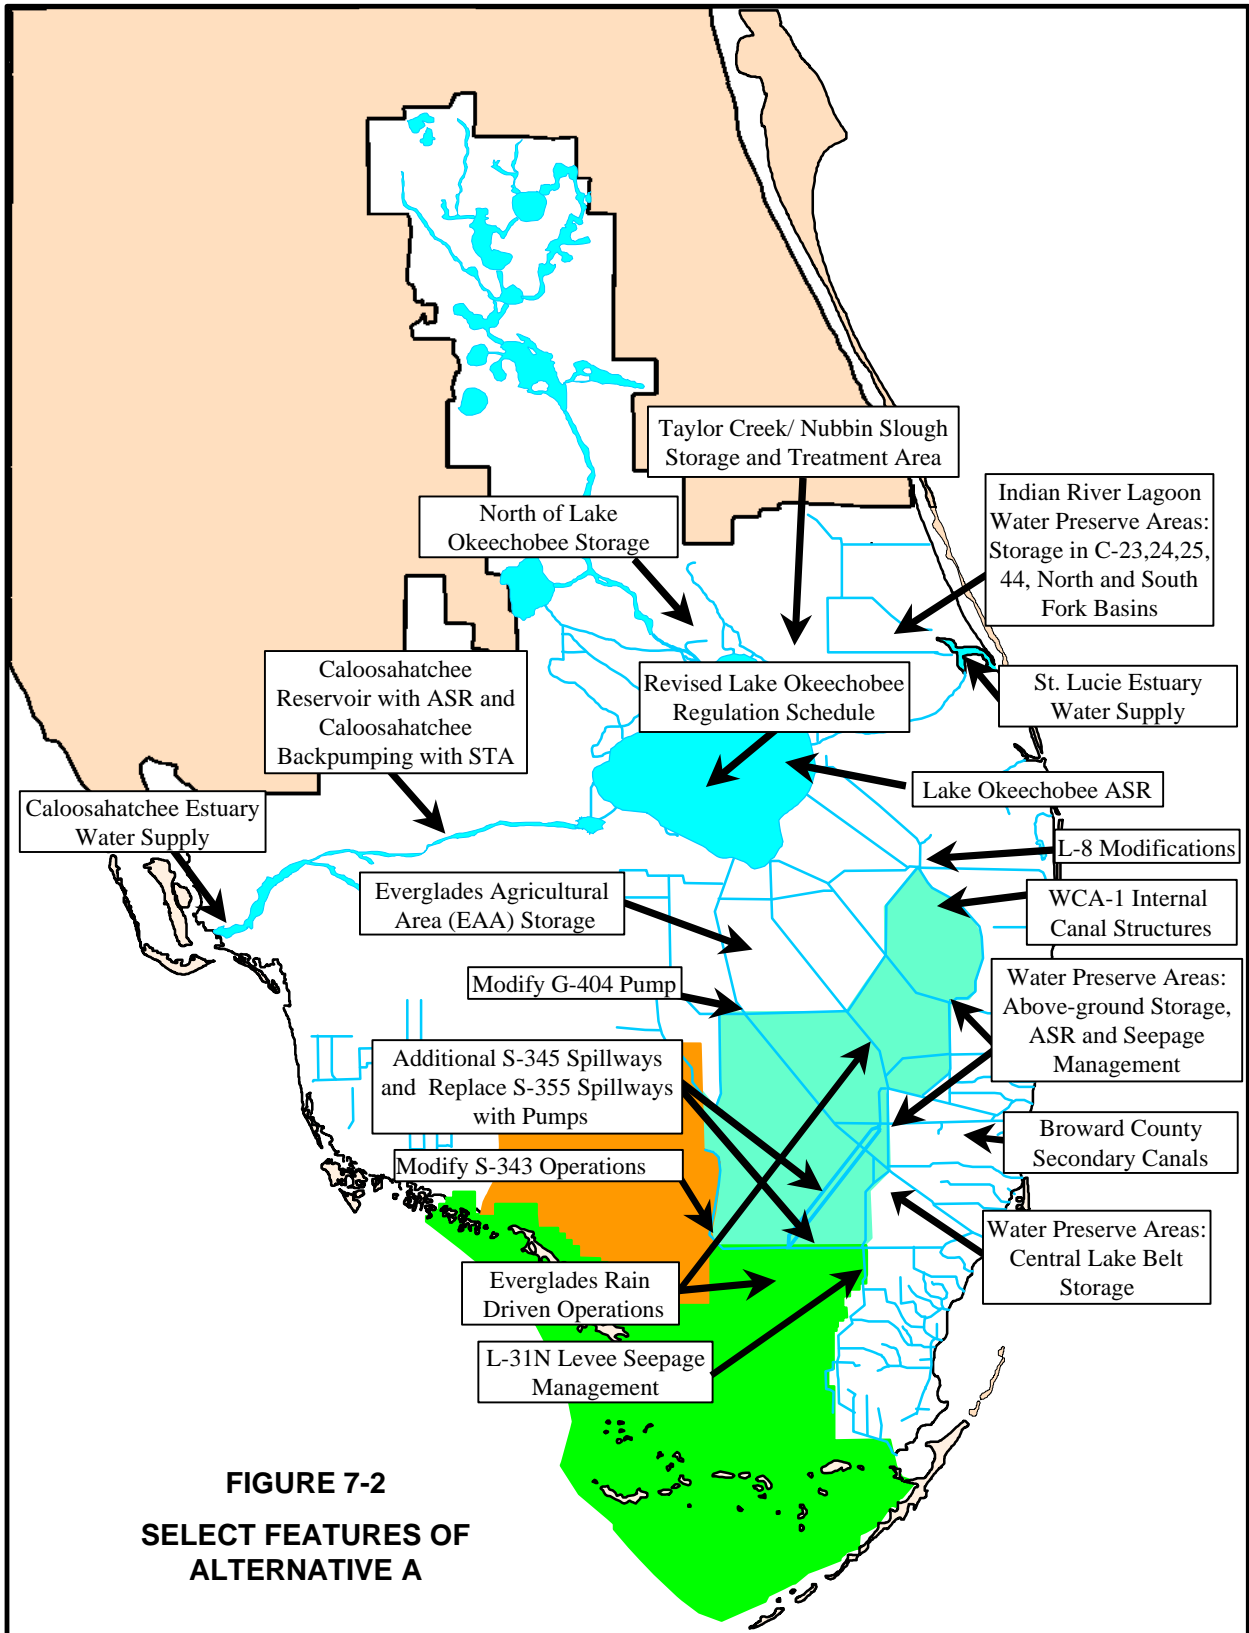 Taylor Creek/ Nubbin Slough
Storage and Treatment Area
Indian River Lagoon
Water Preserve Areas:
Storage in C-23,24,25,
44, North and South
Fork Basins
North of Lake
Okeechobee Storage
Caloosahatchee
Reservoir with ASR and
Caloosahatchee
Backpumping with STA
Revised Lake Okeechobee
Regulation Schedule
St. Lucie Estuary
Water Supply
Lake Okeechobee ASR
Caloosahatchee Estuary
Water Supply
L-8 Modifications
Everglades Agricultural
Area (EAA) Storage
WCA-1 Internal
Canal Structures
Modify G-404 Pump
Water Preserve Areas:
Above-ground Storage,
ASR and Seepage
Management
Additional S-345 Spillways
and Replace S-355 Spillways
with Pumps
Broward County
Secondary Canals
Modify S-343 Operations
Water Preserve Areas:
Central Lake Belt
Storage
Everglades Rain
Driven Operations
L-31N Levee Seepage
Management
FIGURE 7-2
SELECT FEATURES OF
ALTERNATIVE A